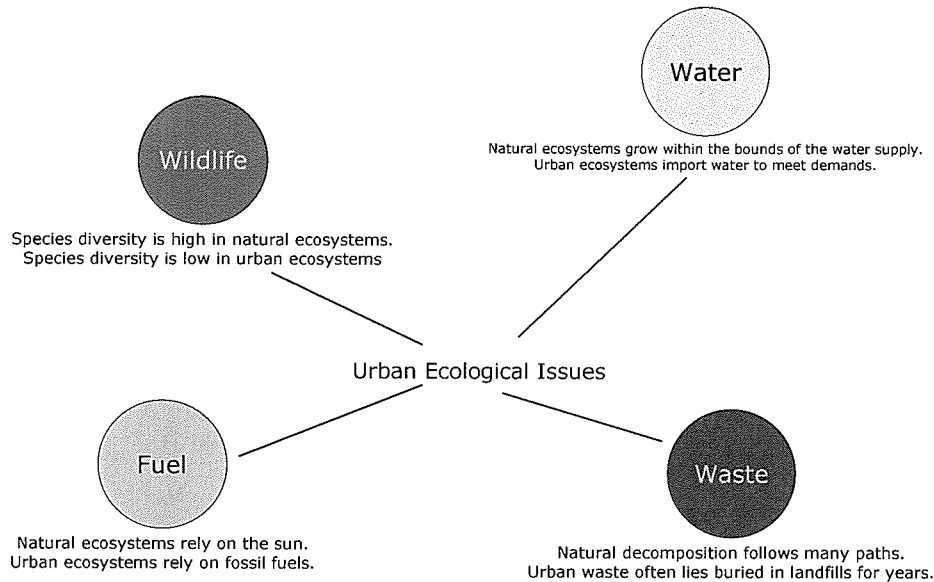 Water
Natural ecosystems grow within the bounds of the water supply.
Urban ecosystems import water to meet demands.
Wildlife
Species diversity is high in natural ecosystems.
Species diversity is low in urban ecosystems
Urban Ecological Issues
Fuel
Natural ecosystems rely on the sun.
Urban ecosystems rely on fossil fuels.
Waste
Natural decomposition follows many paths.
Urban waste often lies buried in landfills for years.